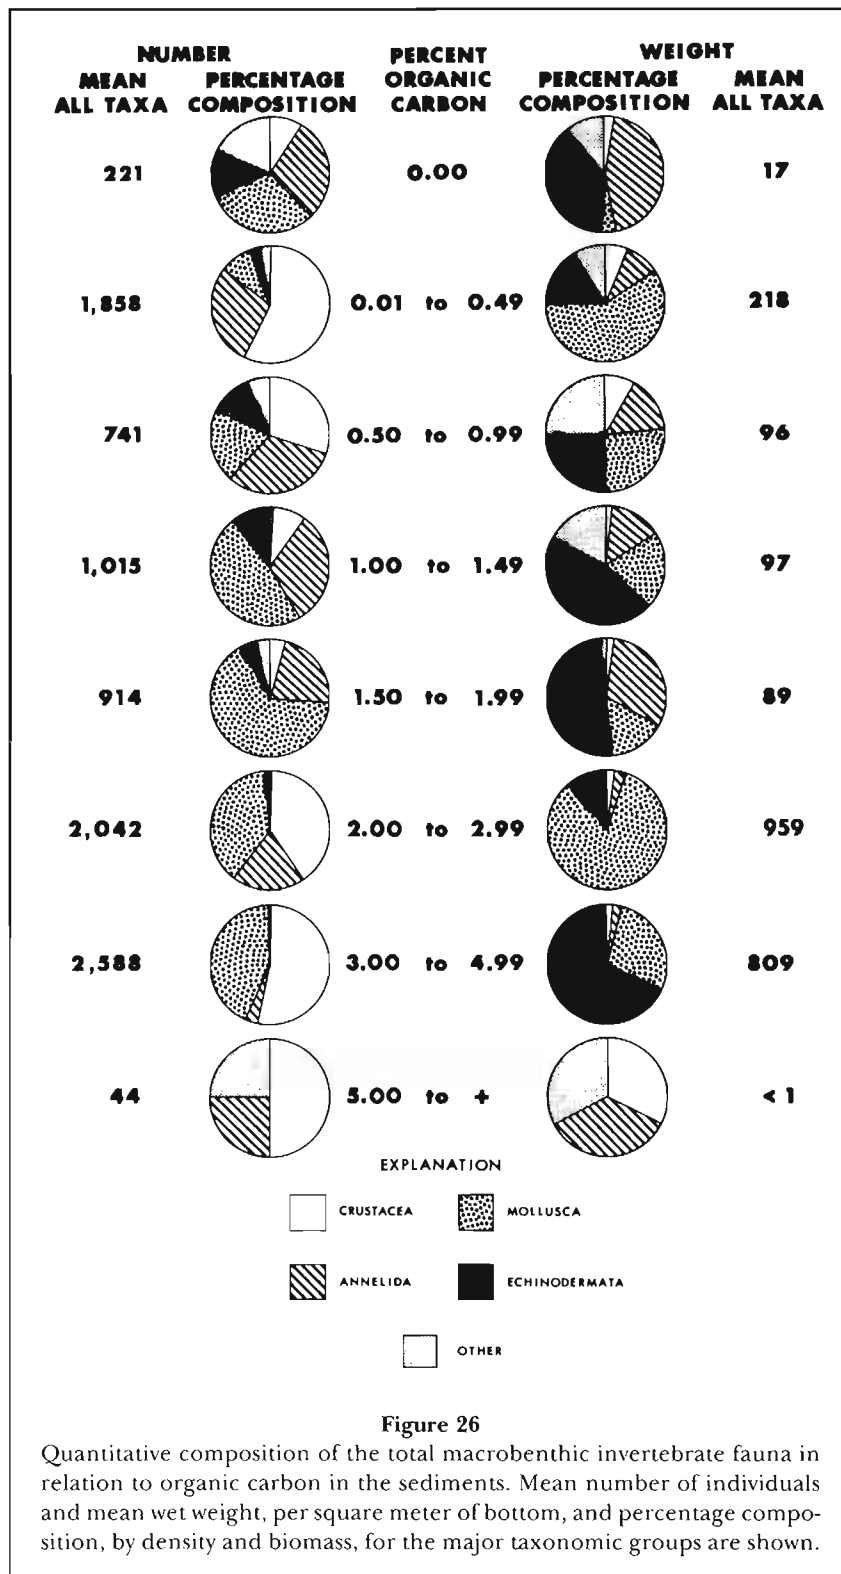 NUMBER PERCENT WEIGHT
MEAN PERCENTAGE ORGANIC PERCENTAGE MEAN
ALL TAXA COMPOSITION CARBON COMPOSITION ALL TAXA
221 0.00 17
1,858 0.01 to 0.49 218
741 0.50 to 0.99 96
1,015 1.00 to 1.49 97
914 1.50 to 1.99 89
2,042 2.00 to 2.99 959
2,588 3.00 to 4.99 809
44 5.00 to + < 1
EXPLANATION
CRUSTACEA MOLLUSCA
ANNELIDA ECHINODERMATA
OTHER
Figure 26
Quantitative composition of the total macrobenthic invertebrate fauna in
relation to organic carbon in the sediments. Mean number of individuals
and mean wet weight, per square meter of bottom, and percentage compo-
sition, by density and biomass, for the major taxonomic groups are shown.